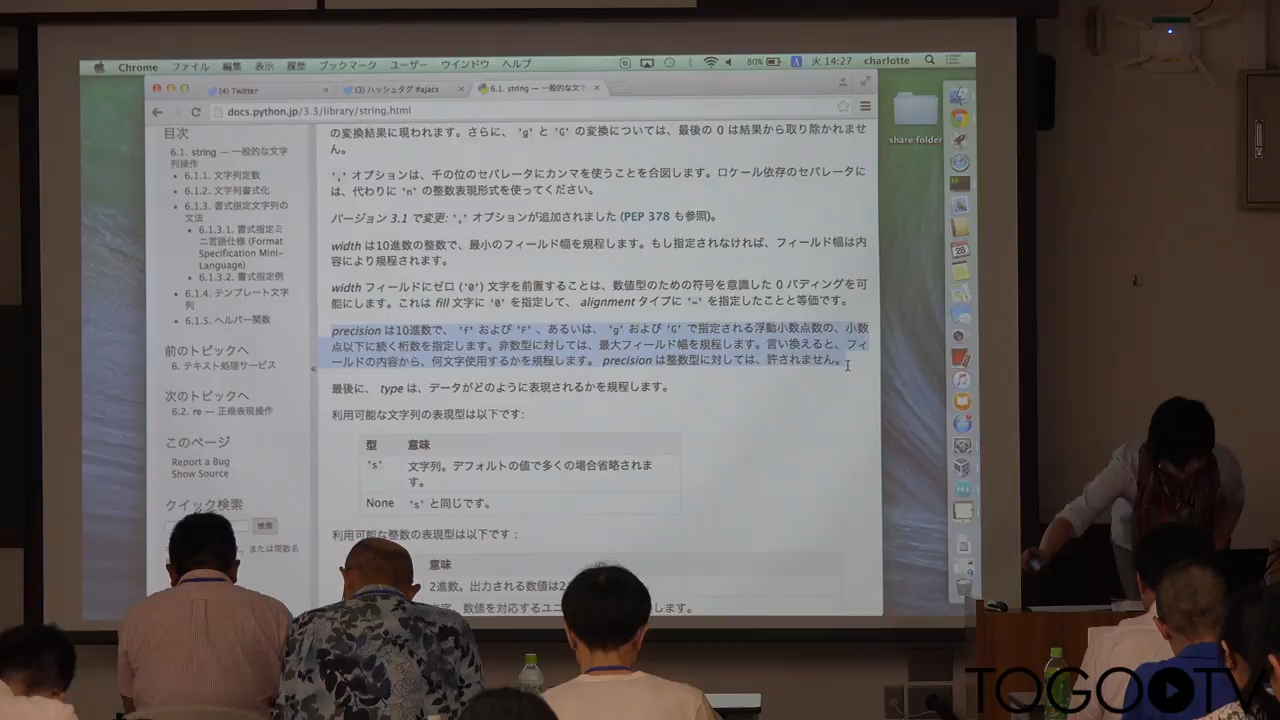 Chrome ファイル 編集 表示 履歴 ブックマーク ユーザー ウインドウ ヘルプ 80% A 火 14:27 charlotte
(4) Twitter (3) ハッシュタグ #ajacs 6.1. string — 一般的な文字
docs.python.jp/3.3/library/string.html
share folder
28
目次
6.1. string — 一般的な文字
列操作
6.1.1. 文字列定数
6.1.2. 文字列書式化
6.1.3. 書式指定文字列の
文法
6.1.3.1. 書式指定ミ
ニ言語仕様 (Format
Specification Mini-
Language)
6.1.3.2. 書式指定例
6.1.4. テンプレート文字
列
6.1.5. ヘルパー関数
前のトピックへ
6. テキスト処理サービス
次のトピックへ
6.2. re — 正規表現操作
このページ
Report a Bug
Show Source
クイック検索
検索
、または関数名
の変換結果に現われます。さらに、 'g' と 'G' の変換については、最後の 0 は結果から取り除かれませ
ん。
',' オプションは、千の位のセパレータにカンマを使うことを合図します。ロケール依存のセパレータに
は、代わりに 'n' の整数表現形式を使ってください。
バージョン 3.1 で変更: ',' オプションが追加されました (PEP 378 も参照)。
width は10進数の整数で、最小のフィールド幅を規程します。もし指定されなければ、フィールド幅は内
容により規程されます。
width フィールドにゼロ ('0') 文字を前置することは、数値型のための符号を意識した 0 パディングを可
能にします。これは fill 文字に '0' を指定して、 alignment タイプに '=' を指定したことと等価です。
precision は10進数で、 'f' および 'F' 、あるいは、 'g' および 'G' で指定される浮動小数点数の、小数
点以下に続く桁数を指定します。非数型に対しては、最大フィールド幅を規程します。言い換えると、フィ
ールドの内容から、何文字使用するかを規程します。 precision は整数型に対しては、許されません。
最後に、 type は、データがどのように表現されるかを規程します。
利用可能な文字列の表現型は以下です:
型 意味
's' 文字列。デフォルトの値で多くの場合省略されま
す。
None 's' と同じです。
利用可能な整数の表現型は以下です：
意味
2進数。出力される数値は2
数値を対応するユニ
します。
TOGOTV